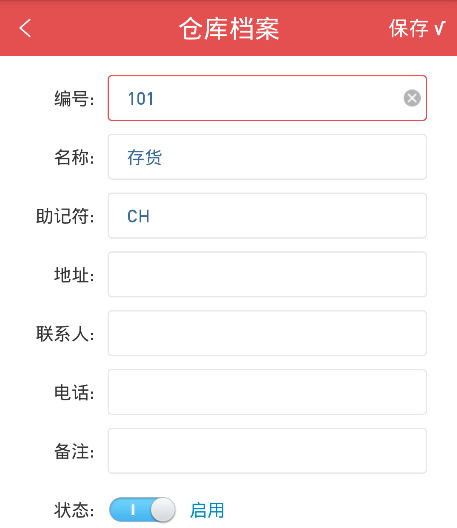 仓库档案 保存 √
编号: 101
名称: 存货
助记符: CH
地址:
联系人:
电话:
备注:
状态: 启用